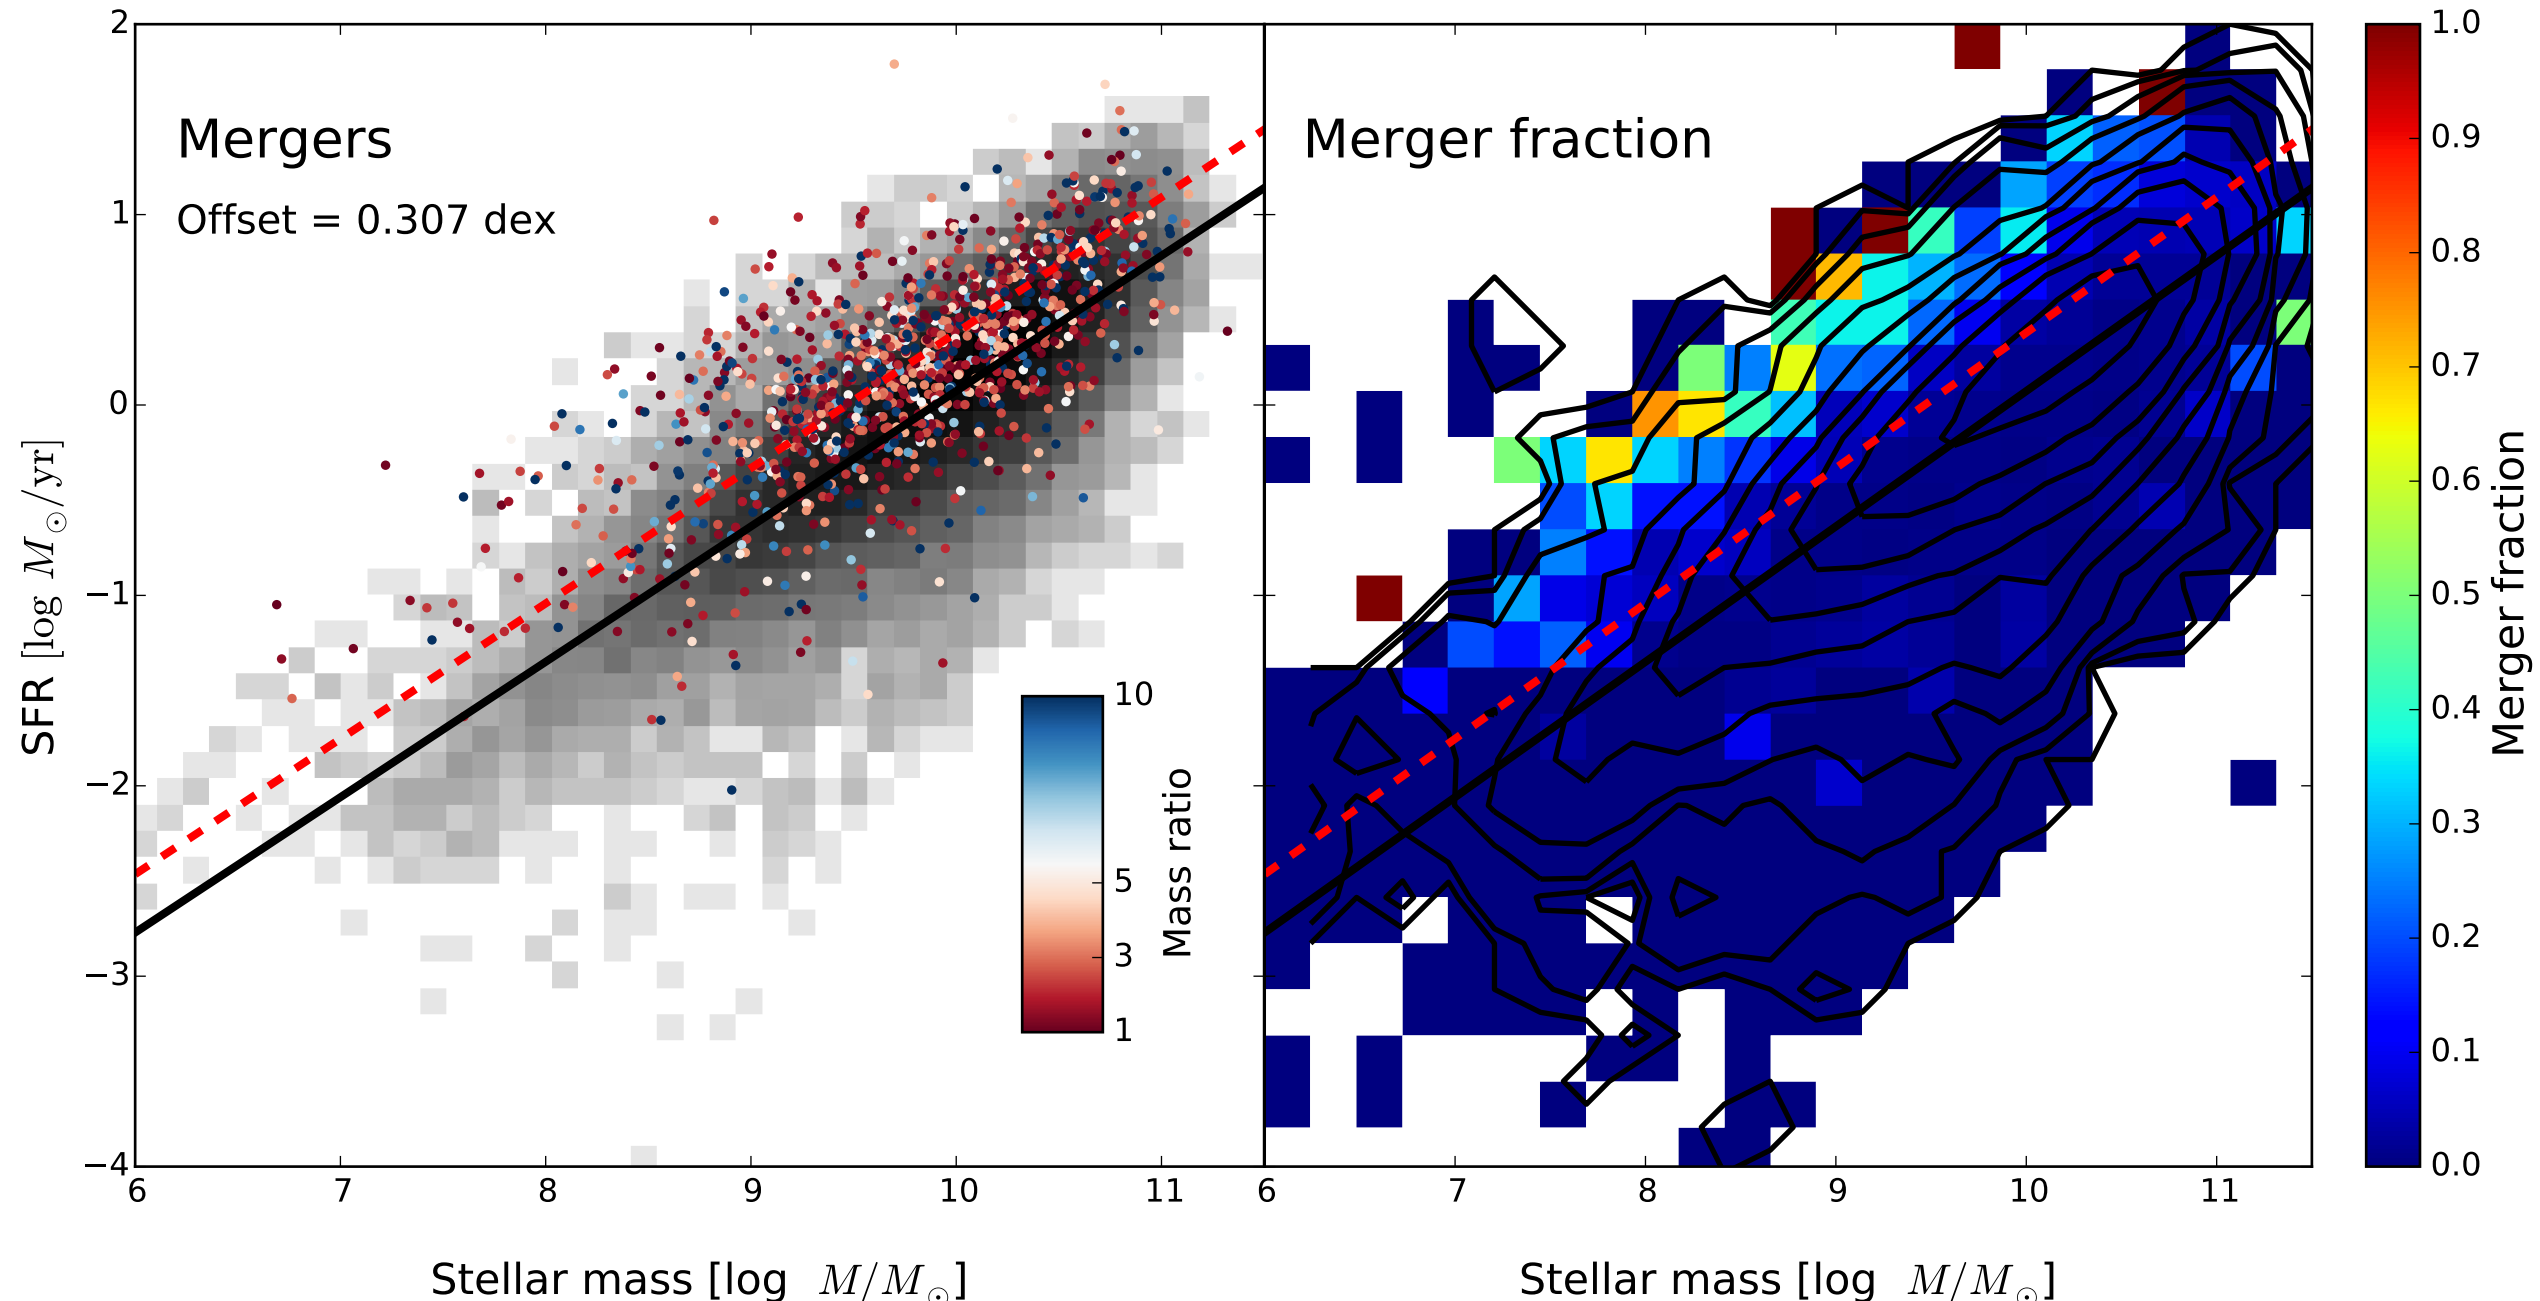 Mergers
Offset = 0.307 dex
SFR [log M⊙/yr]
2
1
0
−1
−2
−3
−4
6 7 8 9 10 11
Stellar mass [log M/M⊙]
10
5
3
1
Mass ratio
Merger fraction
6 7 8 9 10 11
Stellar mass [log M/M⊙]
1.0
0.9
0.8
0.7
0.6
0.5
0.4
0.3
0.2
0.1
0.0
Merger fraction